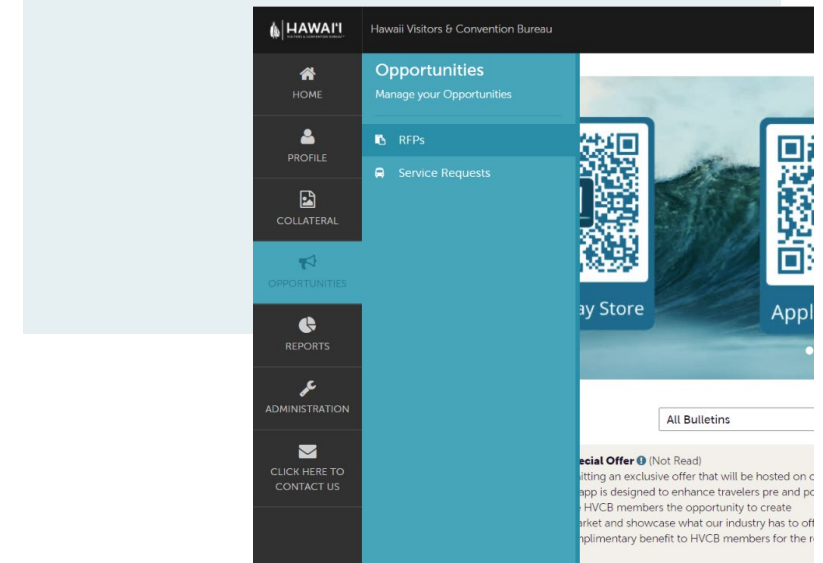 HAWAI'I
Hawaii Visitors & Convention Bureau
HOME
PROFILE
COLLATERAL
OPPORTUNITIES
REPORTS
ADMINISTRATION
CLICK HERE TO
CONTACT US
Opportunities
Manage your Opportunities
RFPs
Service Requests
ay Store
Appl
All Bulletins
ecial Offer (Not Read)
itting an exclusive offer that will be hosted on
app is designed to enhance travelers pre and po
HVCB members the opportunity to create
arket and showcase what our industry has to off
mplimentary benefit to HVCB members for the